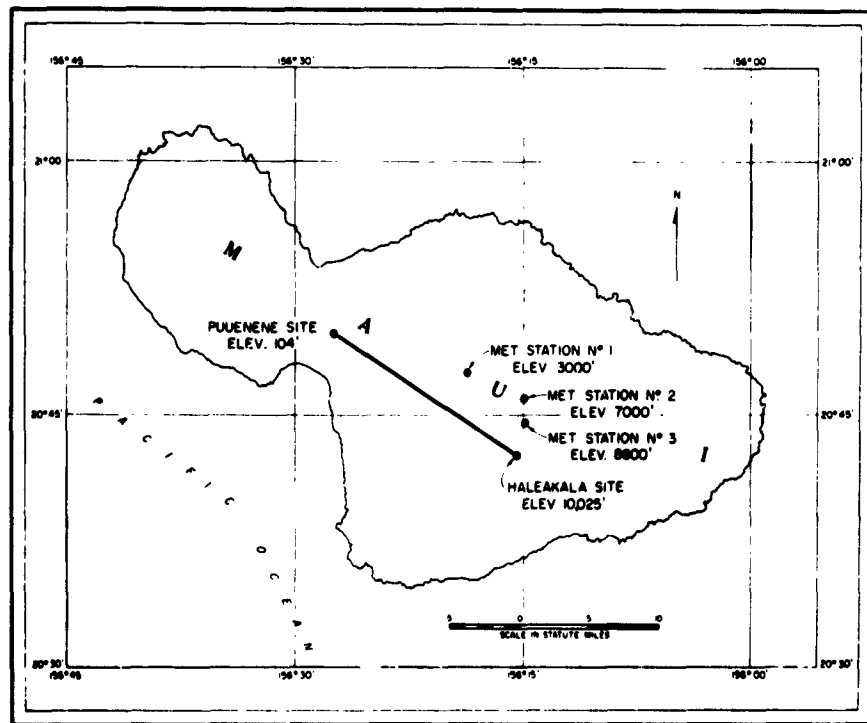 156° 45' 156° 30' 156° 15' 156° 00'
21° 00' 21° 00'
N
M A U I
PUUENENE SITE
ELEV. 104'
MET STATION Nº 1
ELEV 3000'
MET STATION Nº 2
ELEV 7000'
20° 45' 20° 45'
MET STATION Nº 3
ELEV. 8800'
HALEAKALA SITE
ELEV 10,025'
PACIFIC OCEAN
5 0 5 10
SCALE IN STATUTE MILES
20° 30' 20° 30'
156° 45' 156° 30' 156° 15' 156° 00'